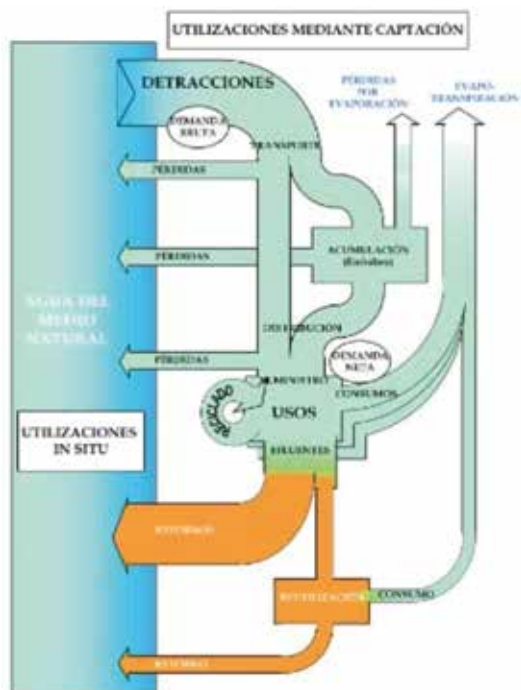 UTILIZACIONES MEDIANTE CAPTACIÓN
DETRACCIONES
PÉRDIDAS
POR
EVAPORACIÓN
EVAPO-
TRANSPIRACIÓN
DEMANDA
BRUTA
TRANSPORTE
PÉRDIDAS
ACUMULACIÓN
(Embalses)
PÉRDIDAS
AGUA DEL
MEDIO
NATURAL
DISTRIBUCIÓN
PÉRDIDAS
DEMANDA
NETA
SUMINISTRO
CONSUMOS
RECICLADO
USOS
UTILIZACIONES
IN SITU
EFLUENTES
RETORNOS
REUTILIZACIÓN
CONSUMO
RETORNO